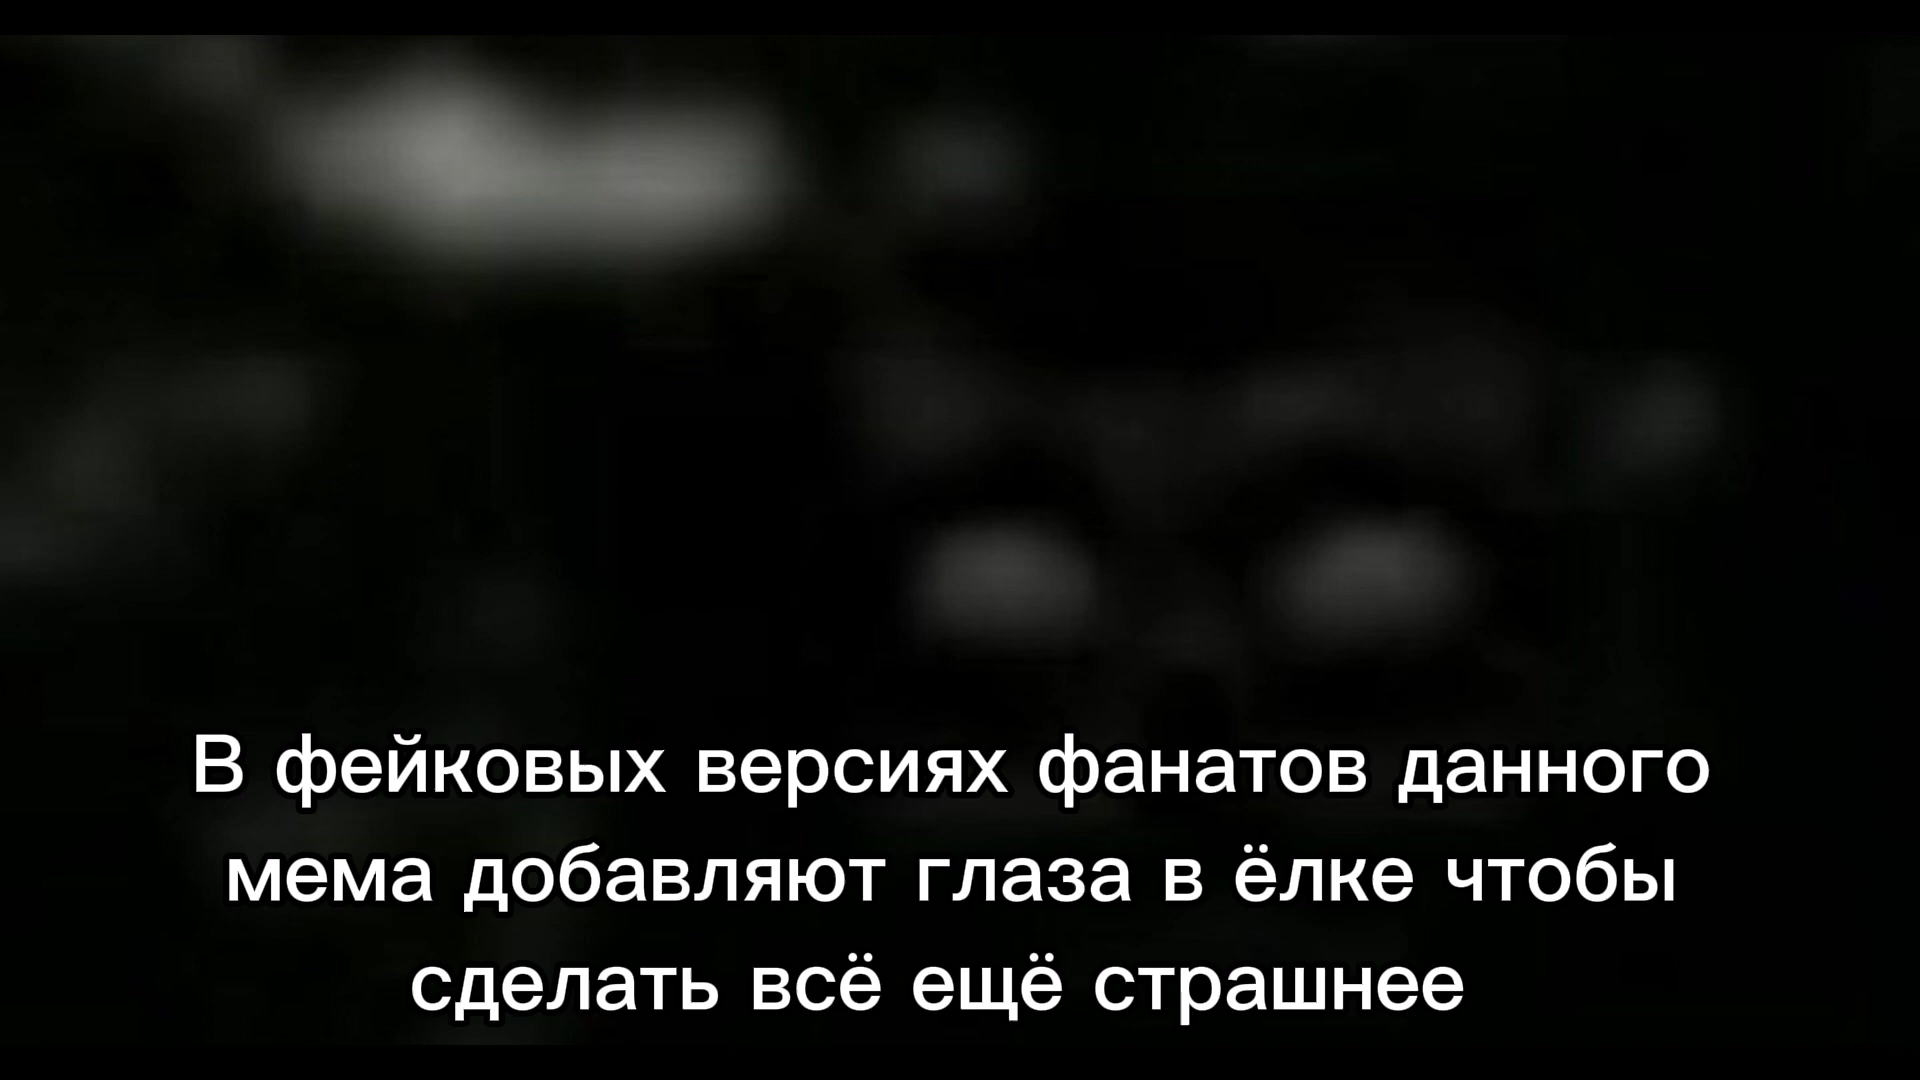 В фейковых версиях фанатов данного
мема добавляют глаза в ёлке чтобы
сделать всё ещё страшнее